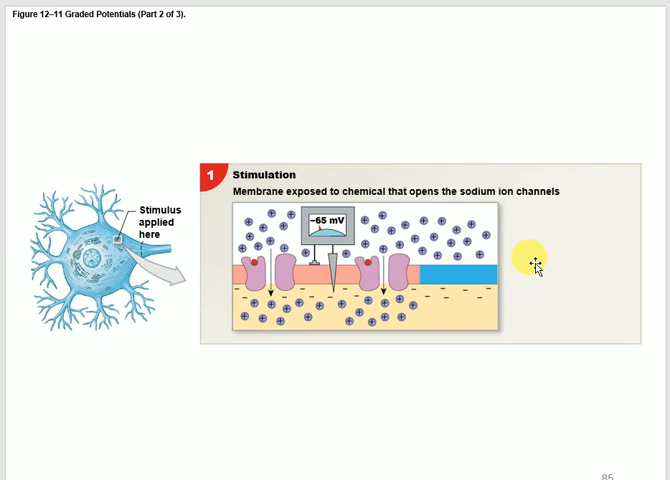 Figure 12–11 Graded Potentials (Part 2 of 3).
1
Stimulation
Membrane exposed to chemical that opens the sodium ion channels
–65 mV
Stimulus
applied
here
85